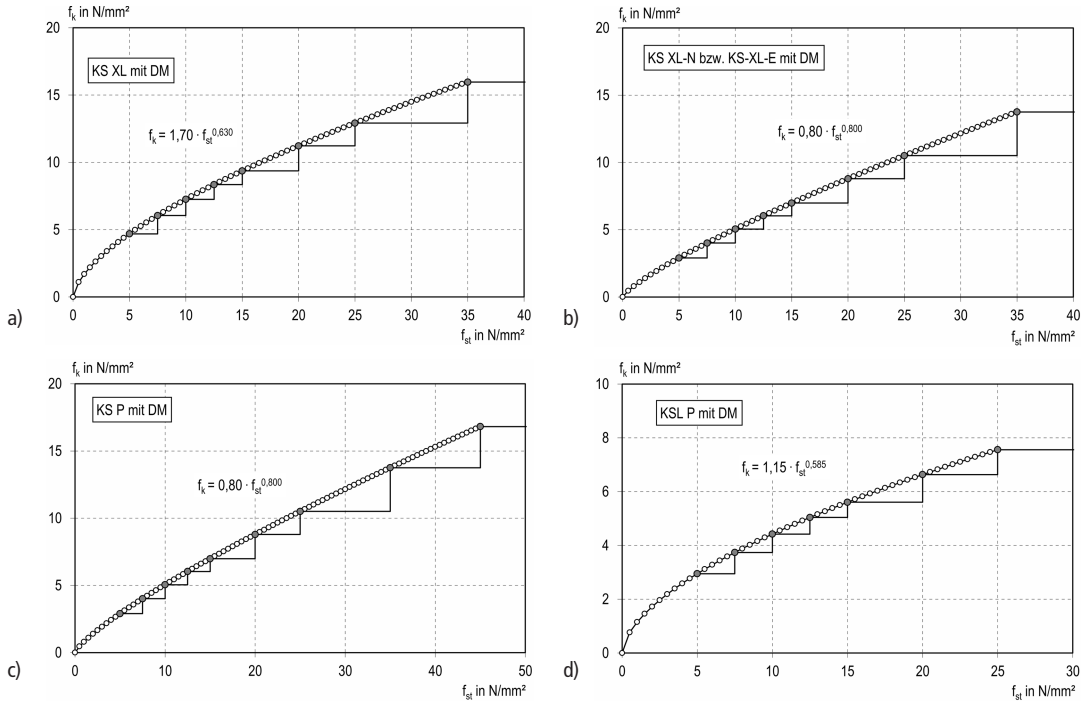 f_k in N/mm²
20
15
10
5
0
KS XL mit DM
f_k = 1,70 · f_st^0,630
0 5 10 15 20 25 30 35 40
f_st in N/mm²
a)
f_k in N/mm²
20
15
10
5
0
KS XL-N bzw. KS-XL-E mit DM
f_k = 0,80 · f_st^0,800
0 5 10 15 20 25 30 35 40
f_st in N/mm²
b)
f_k in N/mm²
20
15
10
5
0
KS P mit DM
f_k = 0,80 · f_st^0,800
0 10 20 30 40 50
f_st in N/mm²
c)
f_k in N/mm²
10
8
6
4
2
0
KSL P mit DM
f_k = 1,15 · f_st^0,585
0 5 10 15 20 25 30
f_st in N/mm²
d)